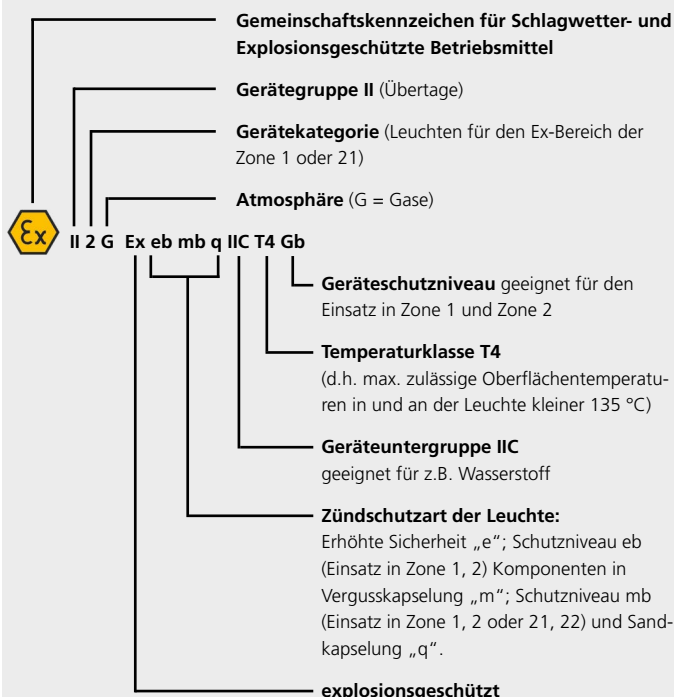 Gemeinschaftskennzeichen für Schlagwetter- und
Explosionsgeschützte Betriebsmittel
Gerätegruppe II (Übertage)
Gerätekategorie (Leuchten für den Ex-Bereich der
Zone 1 oder 21)
Atmosphäre (G = Gase)
Ex II 2 G Ex eb mb q IIC T4 Gb
Geräteschutzniveau geeignet für den
Einsatz in Zone 1 und Zone 2
Temperaturklasse T4
(d.h. max. zulässige Oberflächentemperatu-
ren in und an der Leuchte kleiner 135 °C)
Geräteuntergruppe IIC
geeignet für z.B. Wasserstoff
Zündschutzart der Leuchte:
Erhöhte Sicherheit „e“; Schutzniveau eb
(Einsatz in Zone 1, 2) Komponenten in
Vergusskapselung „m“; Schutzniveau mb
(Einsatz in Zone 1, 2 oder 21, 22) und Sand-
kapselung „q“.
explosionsgeschützt